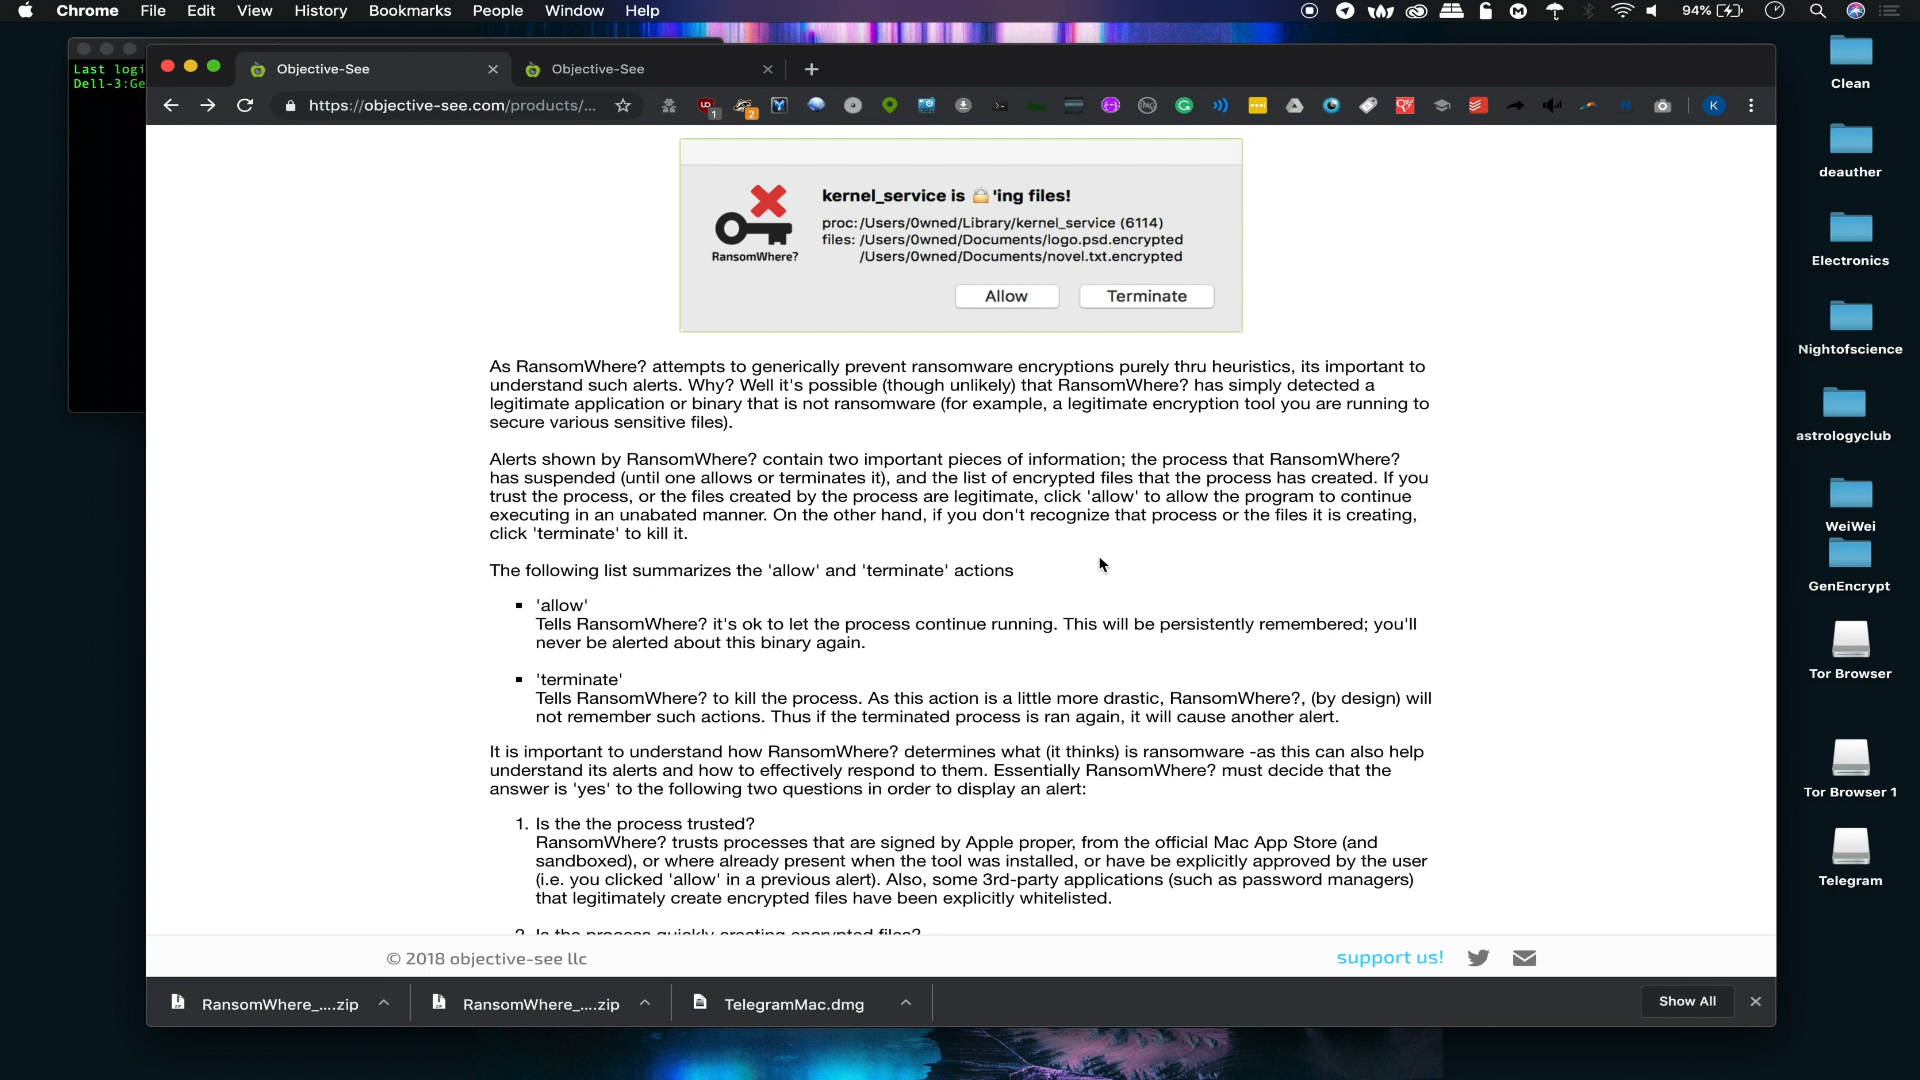 Chrome File Edit View History Bookmarks People Window Help
94%
Last logi
Dell-3:Ge
Objective-See
Objective-See
https://objective-see.com/products/...
UD
1
2
K
kernel_service is 🔒'ing files!
proc:/Users/0wned/Library/kernel_service (6114)
files: /Users/0wned/Documents/logo.psd.encrypted
/Users/0wned/Documents/novel.txt.encrypted
RansomWhere?
Allow
Terminate
As RansomWhere? attempts to generically prevent ransomware encryptions purely thru heuristics, its important to
understand such alerts. Why? Well it's possible (though unlikely) that RansomWhere? has simply detected a
legitimate application or binary that is not ransomware (for example, a legitimate encryption tool you are running to
secure various sensitive files).
Alerts shown by RansomWhere? contain two important pieces of information; the process that RansomWhere?
has suspended (until one allows or terminates it), and the list of encrypted files that the process has created. If you
trust the process, or the files created by the process are legitimate, click 'allow' to allow the program to continue
executing in an unabated manner. On the other hand, if you don't recognize that process or the files it is creating,
click 'terminate' to kill it.
The following list summarizes the 'allow' and 'terminate' actions
▪ 'allow'
Tells RansomWhere? it's ok to let the process continue running. This will be persistently remembered; you'll
never be alerted about this binary again.
▪ 'terminate'
Tells RansomWhere? to kill the process. As this action is a little more drastic, RansomWhere?, (by design) will
not remember such actions. Thus if the terminated process is ran again, it will cause another alert.
It is important to understand how RansomWhere? determines what (it thinks) is ransomware -as this can also help
understand its alerts and how to effectively respond to them. Essentially RansomWhere? must decide that the
answer is 'yes' to the following two questions in order to display an alert:
1. Is the the process trusted?
RansomWhere? trusts processes that are signed by Apple proper, from the official Mac App Store (and
sandboxed), or where already present when the tool was installed, or have be explicitly approved by the user
(i.e. you clicked 'allow' in a previous alert). Also, some 3rd-party applications (such as password managers)
that legitimately create encrypted files have been explicitly whitelisted.
2. Is the process quickly creating encrypted files?
© 2018 objective-see llc
support us!
RansomWhere_....zip
RansomWhere_....zip
TelegramMac.dmg
Show All
Clean
deauther
Electronics
Nightofscience
astrologyclub
WeiWei
GenEncrypt
Tor Browser
Tor Browser 1
Telegram